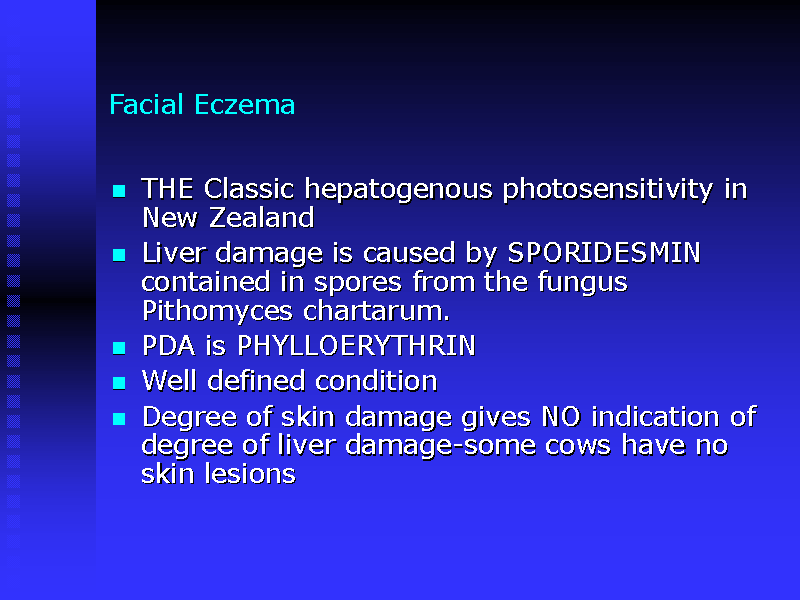 Facial Eczema
THE Classic hepatogenous photosensitivity in
New Zealand
Liver damage is caused by SPORIDESMIN
contained in spores from the fungus
Pithomyces chartarum.
PDA is PHYLLOERYTHRIN
Well defined condition
Degree of skin damage gives NO indication of
degree of liver damage-some cows have no
skin lesions